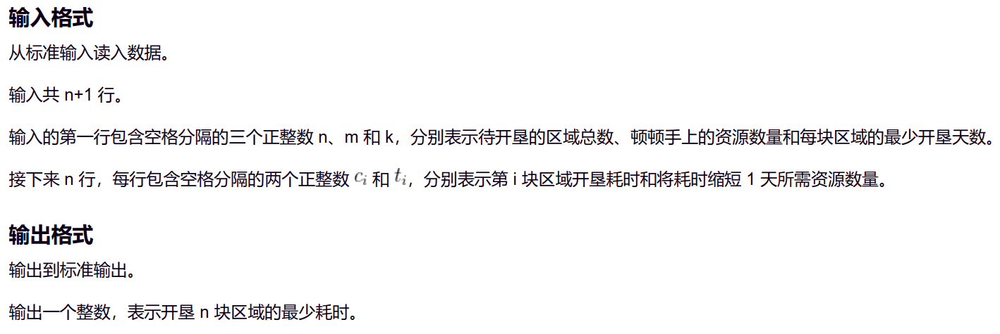 输入格式
从标准输入读入数据。
输入共 n+1 行。
输入的第一行包含空格分隔的三个正整数 n、m 和 k，分别表示待开垦的区域总数、顿顿手上的资源数量和每块区域的最少开垦天数。
接下来 n 行，每行包含空格分隔的两个正整数 c_i 和 t_i，分别表示第 i 块区域开垦耗时和将耗时缩短 1 天所需资源数量。
输出格式
输出到标准输出。
输出一个整数，表示开垦 n 块区域的最少耗时。